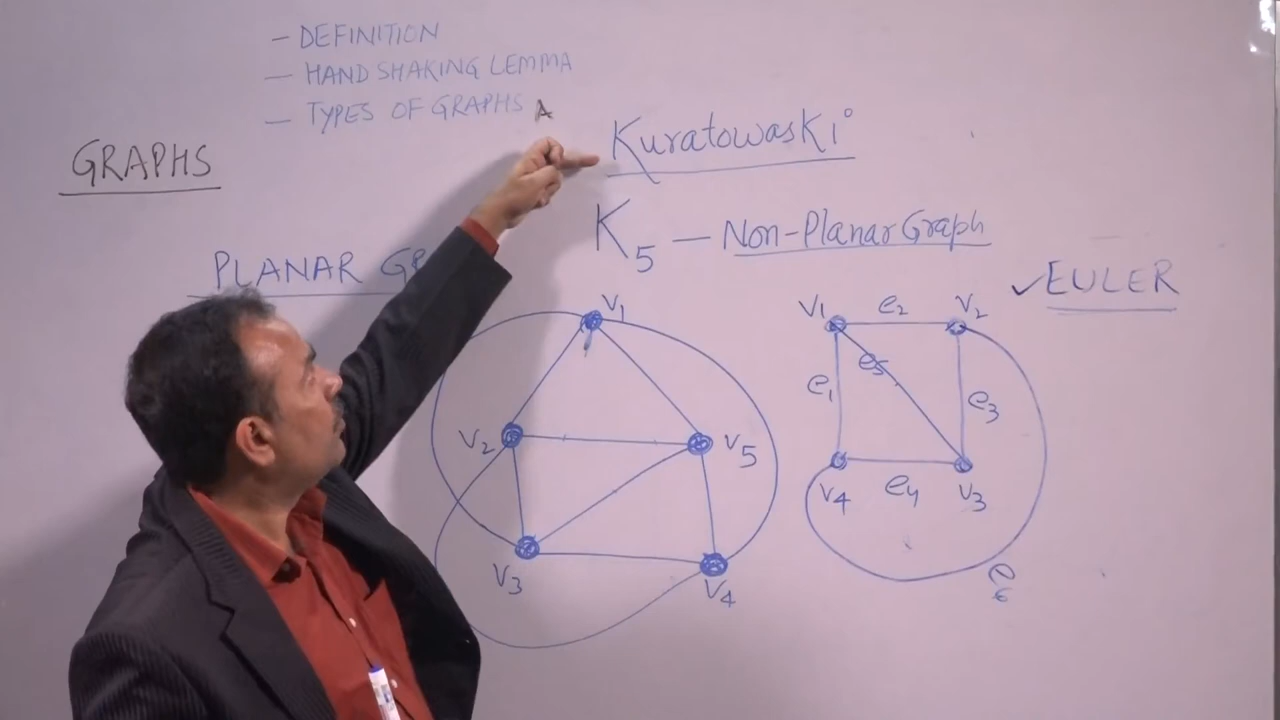 – DEFINITION
– HAND SHAKING LEMMA
– TYPES OF GRAPHS
GRAPHS
Kuratowaski
K5 – Non-Planar Graph
PLANAR
✓EULER
V1
V2
V5
V3
V4
V1 e2 V2
e5
e1
e3
V4 e4 V3
e6